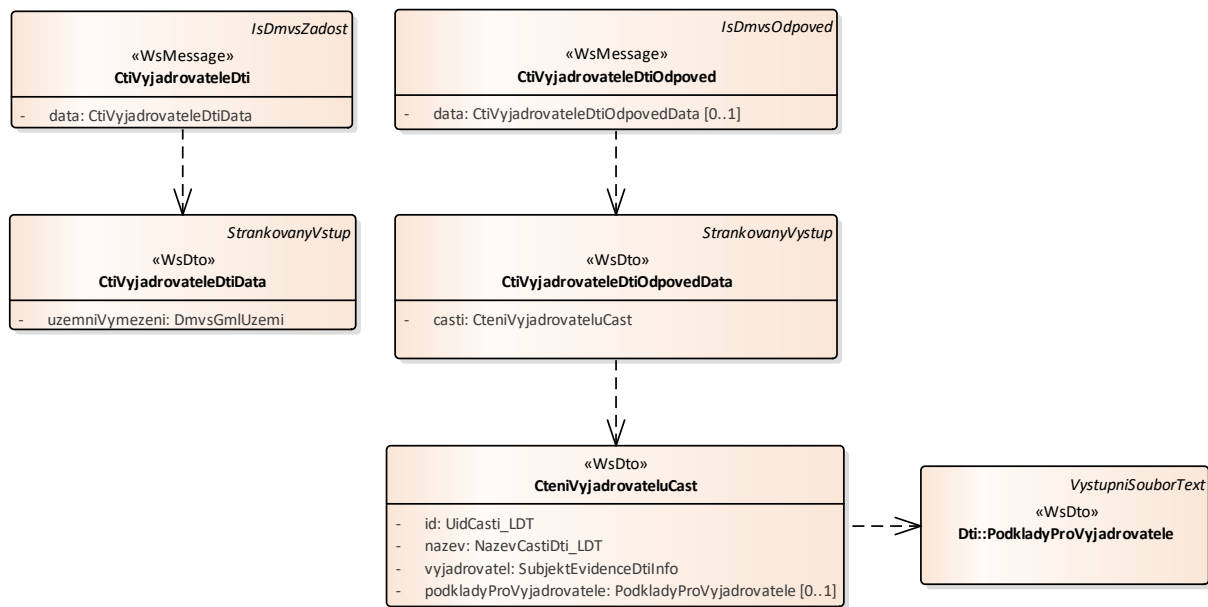 IsDmvsZadost
«WsMessage»
CtiVyjadrovateleDti
- data: CtiVyjadrovateleDtiData
IsDmvsOdpoved
«WsMessage»
CtiVyjadrovateleDtiOdpoved
- data: CtiVyjadrovateleDtiOdpovedData [0..1]
StrankovanyVstup
«WsDto»
CtiVyjadrovateleDtiData
- uzemniVymezeni: DmvsGmlUzemi
StrankovanyVystup
«WsDto»
CtiVyjadrovateleDtiOdpovedData
- casti: CteniVyjadrovateluCast
«WsDto»
CteniVyjadrovateluCast
- id: UidCasti_LDT
- nazev: NazevCastiDti_LDT
- vyjadrovatel: SubjektEvidenceDtiInfo
- podkladyProVyjadrovatele: PodkladyProVyjadrovatele [0..1]
VystupniSouborText
«WsDto»
Dti::PodkladyProVyjadrovatele